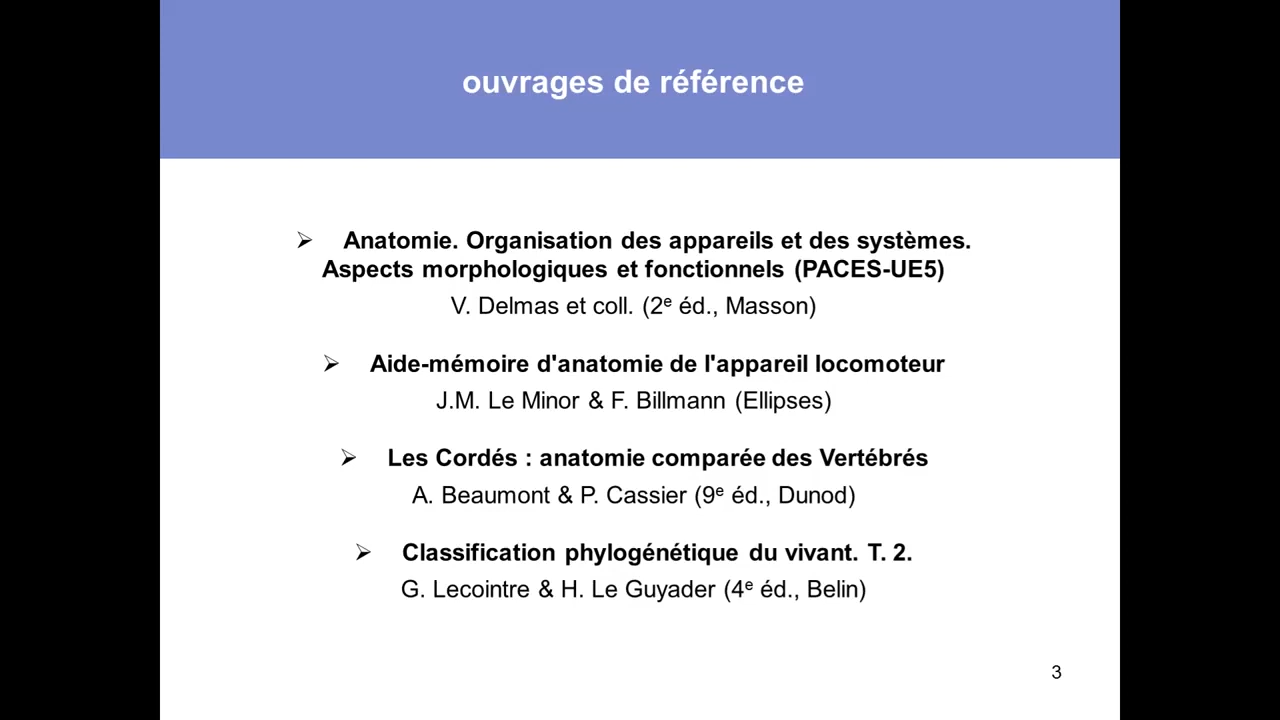 ouvrages de référence
➢ Anatomie. Organisation des appareils et des systèmes.
Aspects morphologiques et fonctionnels (PACES-UE5)
V. Delmas et coll. (2ᵉ éd., Masson)
➢ Aide-mémoire d'anatomie de l'appareil locomoteur
J.M. Le Minor & F. Billmann (Ellipses)
➢ Les Cordés : anatomie comparée des Vertébrés
A. Beaumont & P. Cassier (9ᵉ éd., Dunod)
➢ Classification phylogénétique du vivant. T. 2.
G. Lecointre & H. Le Guyader (4ᵉ éd., Belin)
3